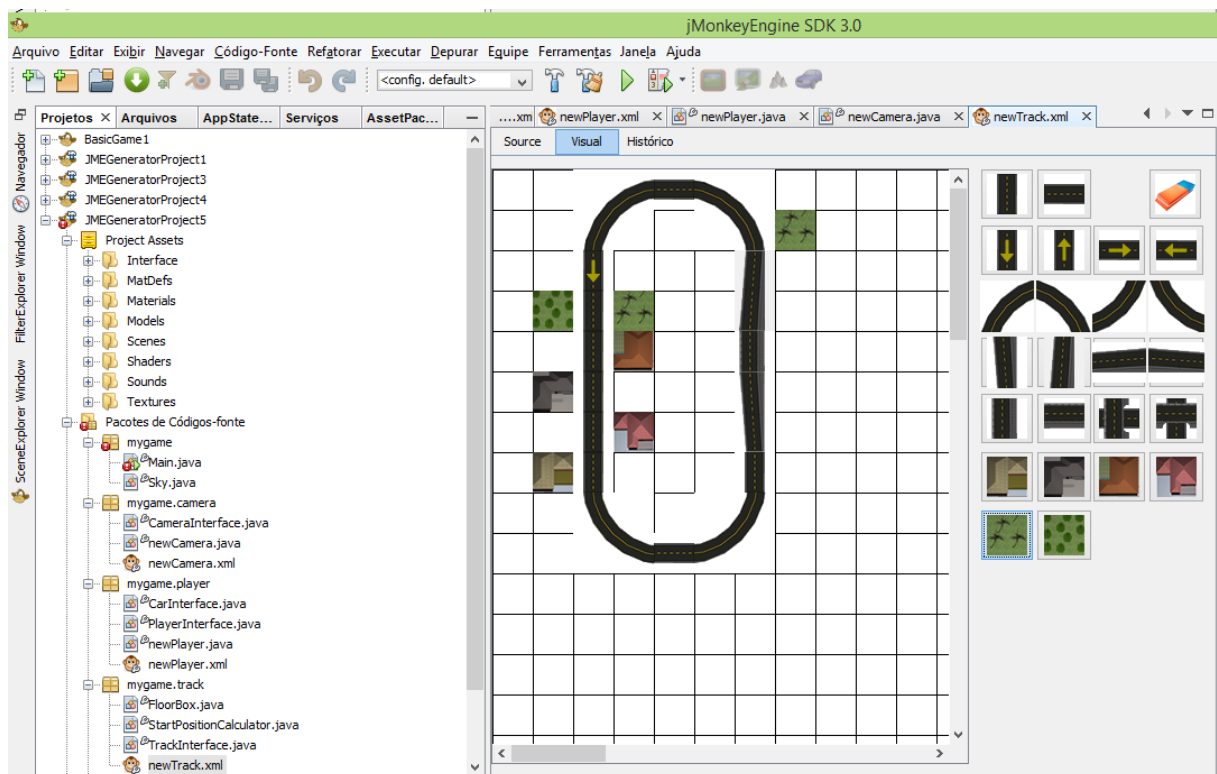 jMonkeyEngine SDK 3.0
Arquivo Editar Exibir Navegar Código-Fonte Refatorar Executar Depurar Equipe Ferramentas Janela Ajuda
<config. default>
Projetos Arquivos AppState... Serviços AssetPac...
....xm newPlayer.xml newPlayer.java newCamera.java newTrack.xml
Source Visual Histórico
Navegador
FilterExplorer Window
SceneExplorer Window
BasicGame1
JMEGeneratorProject1
JMEGeneratorProject3
JMEGeneratorProject4
JMEGeneratorProject5
Project Assets
Interface
MatDefs
Materials
Models
Scenes
Shaders
Sounds
Textures
Pacotes de Códigos-fonte
mygame
Main.java
Sky.java
mygame.camera
CameraInterface.java
newCamera.java
newCamera.xml
mygame.player
CarInterface.java
PlayerInterface.java
newPlayer.java
newPlayer.xml
mygame.track
FloorBox.java
StartPositionCalculator.java
TrackInterface.java
newTrack.xml